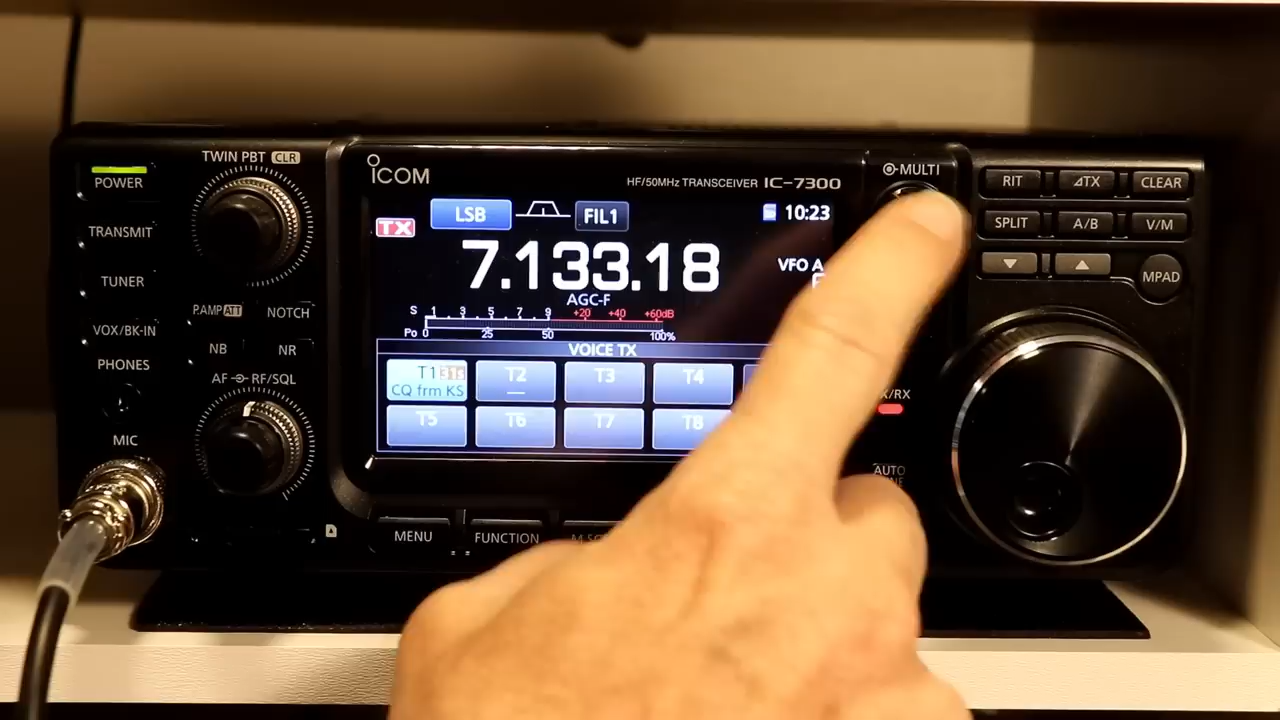 TWIN PBT CLR
POWER
TRANSMIT
TUNER
P.AMP ATT NOTCH
VOX/BK-IN
NB NR
PHONES
AF RF/SQL
MIC
ICOM
HF/50MHz TRANSCEIVER IC-7300
LSB FIL1 10:23
TX
7.133.18
VFO A
AGC-F
S 1 3 5 7 9 +20 +40 +60dB
Po 0 25 50 100%
VOICE TX
T1 31s T2 T3 T4
CQ frm KS
T5 T6 T7 T8
MENU FUNCTION
MULTI
RIT ΔTX CLEAR
SPLIT A/B V/M
MPAD
/RX
AUTO